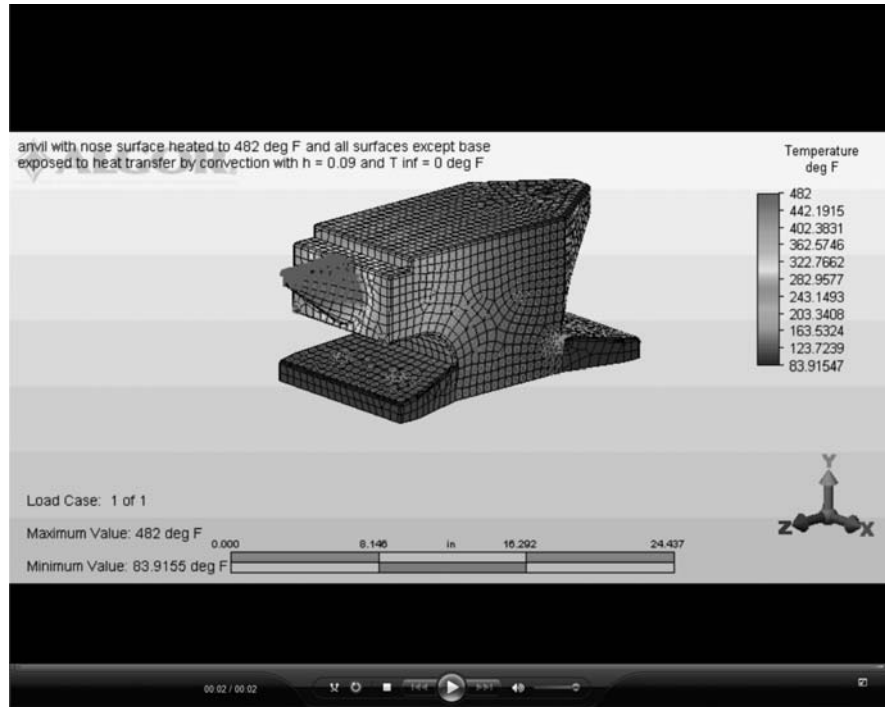 anvil with nose surface heated to 482 deg F and all surfaces except base
exposed to heat transfer by convection with h = 0.09 and T inf = 0 deg F
ALGOR
Temperature
deg F
482
442.1915
402.3831
362.5746
322.7662
282.9577
243.1493
203.3408
163.5324
123.7239
83.91547
Load Case: 1 of 1
Maximum Value: 482 deg F
Minimum Value: 83.9155 deg F
0.000 8.146 in 16.292 24.437
Y
Z X
00:02 / 00:02